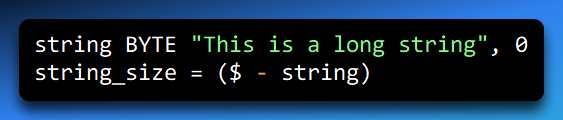 string BYTE "This is a long string", 0
string_size = ($ - string)